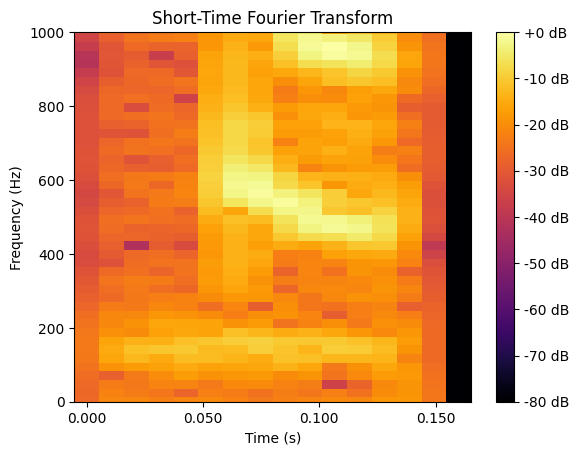 Short-Time Fourier Transform
1000
800
600
400
200
0
Frequency (Hz)
0.000
0.050
0.100
0.150
Time (s)
+0 dB
-10 dB
-20 dB
-30 dB
-40 dB
-50 dB
-60 dB
-70 dB
-80 dB